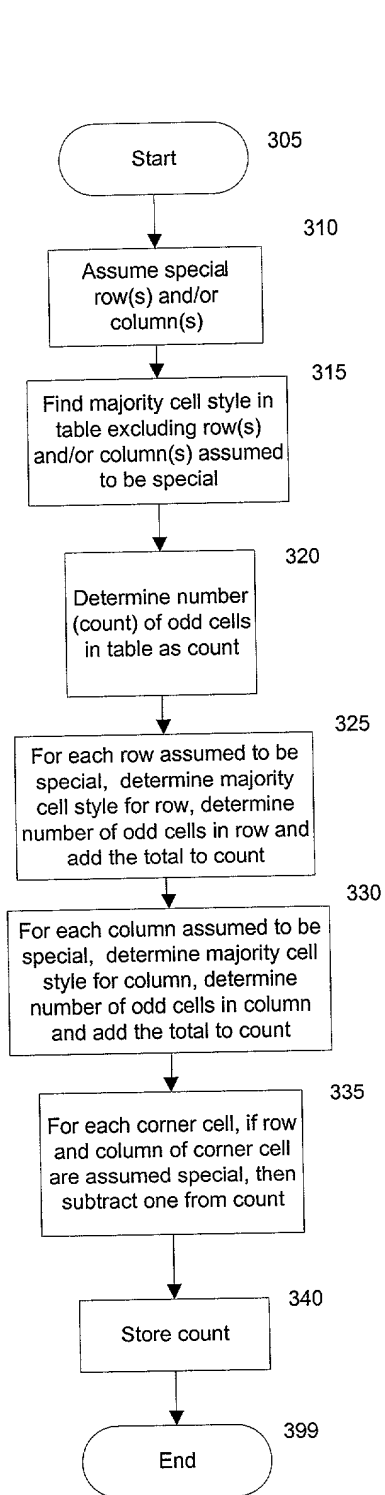 305
Start
310
Assume special
row(s) and/or
column(s)
315
Find majority cell style in
table excluding row(s)
and/or column(s) assumed
to be special
320
Determine number
(count) of odd cells
in table as count
325
For each row assumed to be
special, determine majority
cell style for row, determine
number of odd cells in row and
add the total to count
330
For each column assumed to be
special, determine majority cell
style for column, determine
number of odd cells in column
and add the total to count
335
For each corner cell, if row
and column of corner cell
are assumed special, then
subtract one from count
340
Store count
399
End